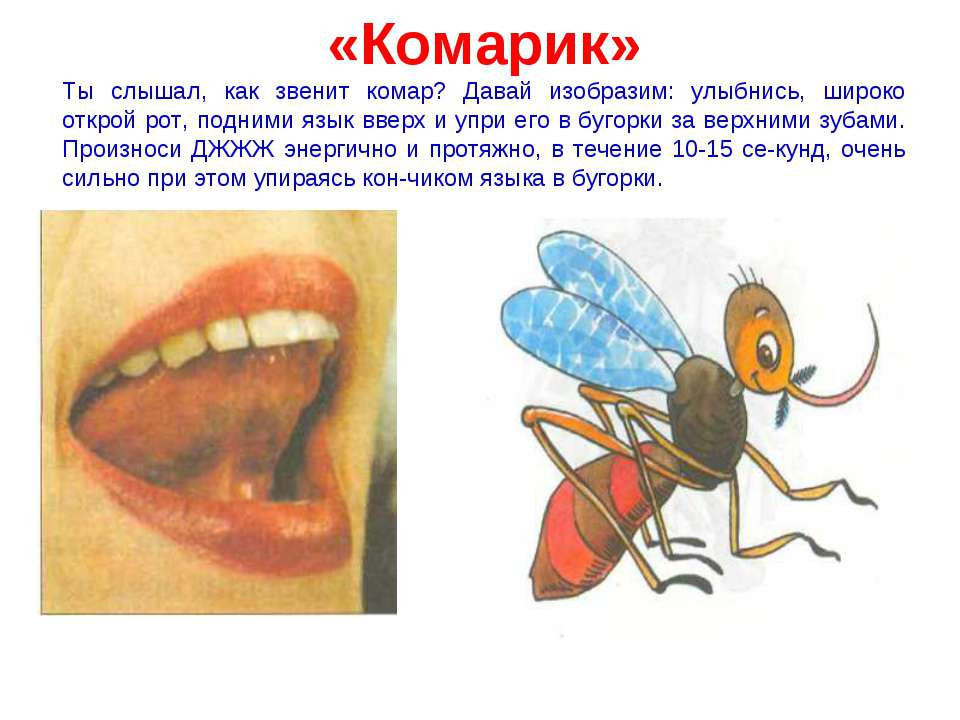 «Комарик»
Ты слышал, как звенит комар? Давай изобразим: улыбнись, широко
открой рот, подними язык вверх и упри его в бугорки за верхними зубами.
Произноси ДЖЖЖ энергично и протяжно, в течение 10-15 се-кунд, очень
сильно при этом упираясь кон-чиком языка в бугорки.